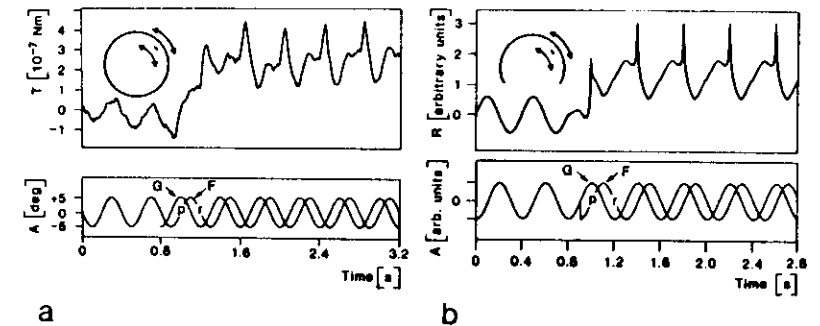 T [10⁻⁷ Nm]
4
3
2
1
0
-1
G F
A [deg]
+5
0
-5
p r
0 0.8 1.6 2.4 3.2
Time [s]
a
R [arbitrary units]
3
2
1
0
G F
A [arb. units]
0
p r
0 0.4 0.8 1.2 1.6 2.0 2.4 2.8
Time [s]
b